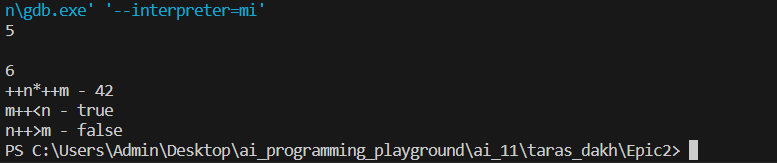 n\gdb.exe' '--interpreter=mi'
5
6
++n*++m - 42
m++<n - true
n++>m - false
PS C:\Users\Admin\Desktop\ai_programming_playground\ai_11\taras_dakh\Epic2>